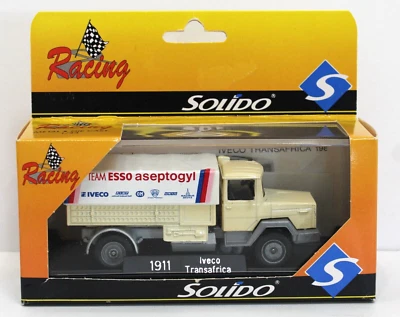 Racing
SOLIDO
S
IVECO TRANSAFRICA
Racing
TEAM ESSO aseptogyl
IVECO
1911 Iveco
Transafrica
SOLIDO
S